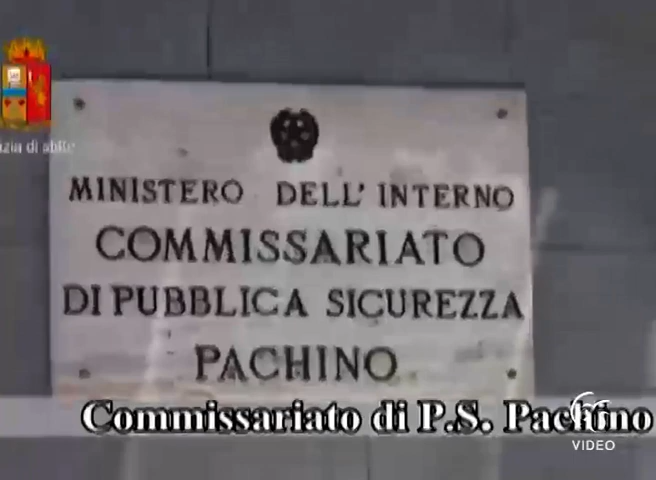 MINISTERO DELL'INTERNO
COMMISSARIATO
DI PUBBLICA SICUREZZA
PACHINO
Commissariato di P.S. Pachino
VIDEO